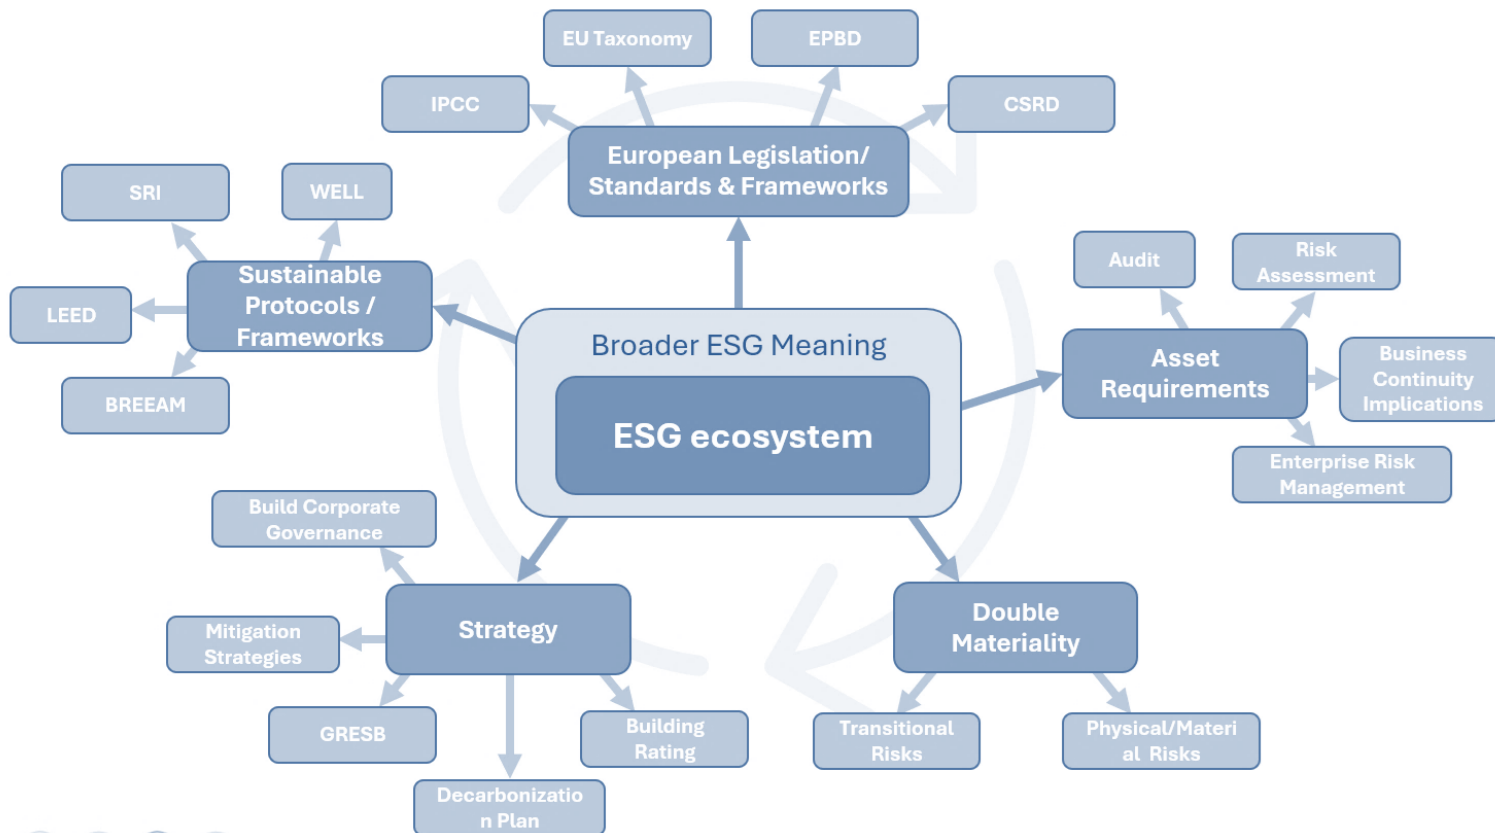 EU Taxonomy
EPBD
IPCC
CSRD
European Legislation/
Standards & Frameworks
SRI
WELL
Sustainable
Protocols /
Frameworks
LEED
BREEAM
Audit
Risk
Assessment
Asset
Requirements
Business
Continuity
Implications
Enterprise Risk
Management
Broader ESG Meaning
ESG ecosystem
Build Corporate
Governance
Strategy
Mitigation
Strategies
GRESB
Decarbonizatio
n Plan
Building
Rating
Double
Materiality
Transitional
Risks
Physical/Materi
al Risks